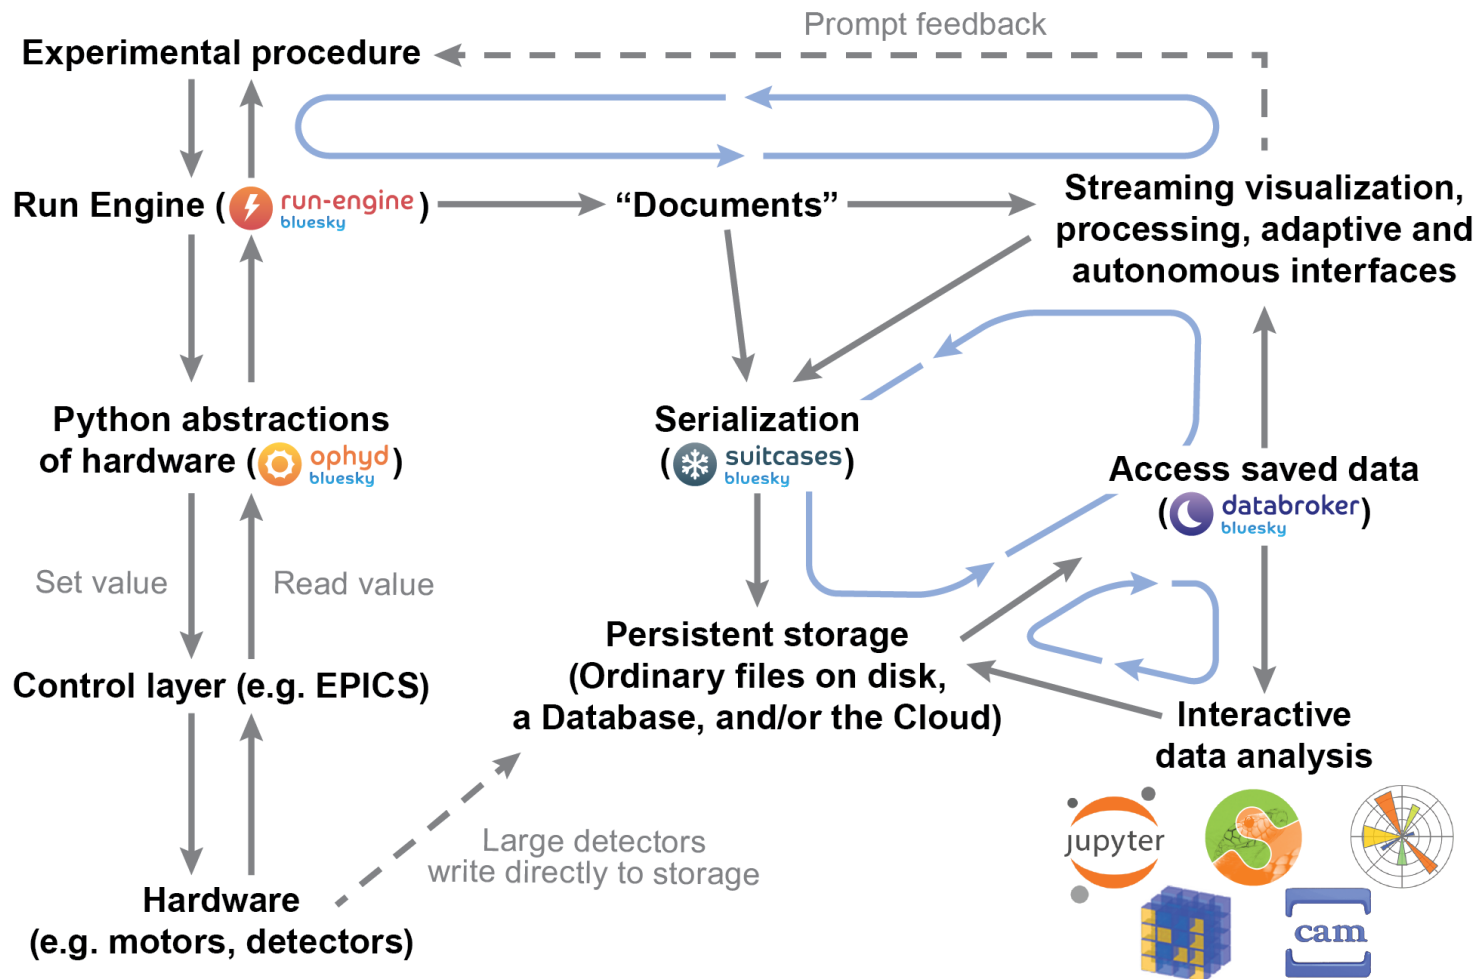 Prompt feedback
Experimental procedure
Run Engine (run-engine bluesky)
“Documents”
Streaming visualization,
processing, adaptive and
autonomous interfaces
Python abstractions
of hardware (ophyd bluesky)
Serialization
(suitcases bluesky)
Access saved data
(databroker bluesky)
Set value
Read value
Persistent storage
(Ordinary files on disk,
a Database, and/or the Cloud)
Control layer (e.g. EPICS)
Interactive
data analysis
Large detectors
write directly to storage
Hardware
(e.g. motors, detectors)
jupyter
cam